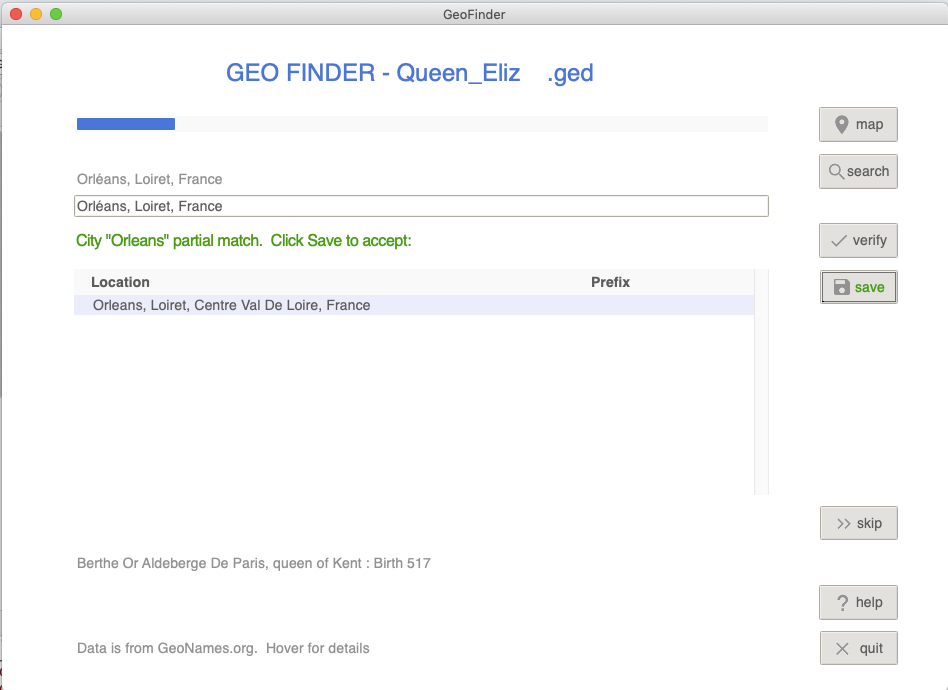 GeoFinder
GEO FINDER - Queen_Eliz .ged
map
Orléans, Loiret, France
search
Orléans, Loiret, France
City "Orleans" partial match. Click Save to accept:
verify
Location Prefix
save
Orleans, Loiret, Centre Val De Loire, France
skip
Berthe Or Aldeberge De Paris, queen of Kent : Birth 517
help
Data is from GeoNames.org. Hover for details
quit